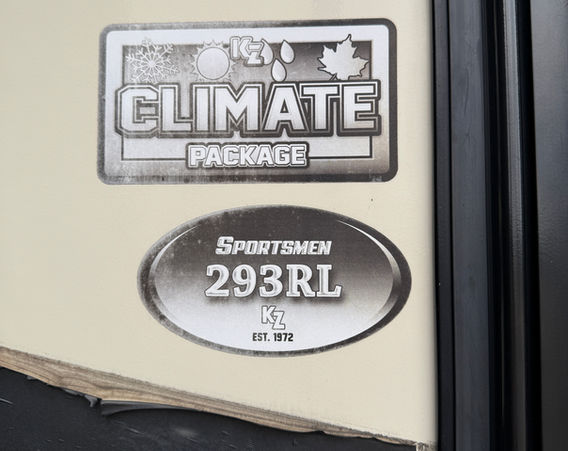 KZ
CLIMATE
PACKAGE
SPORTSMEN
293RL
KZ
EST. 1972